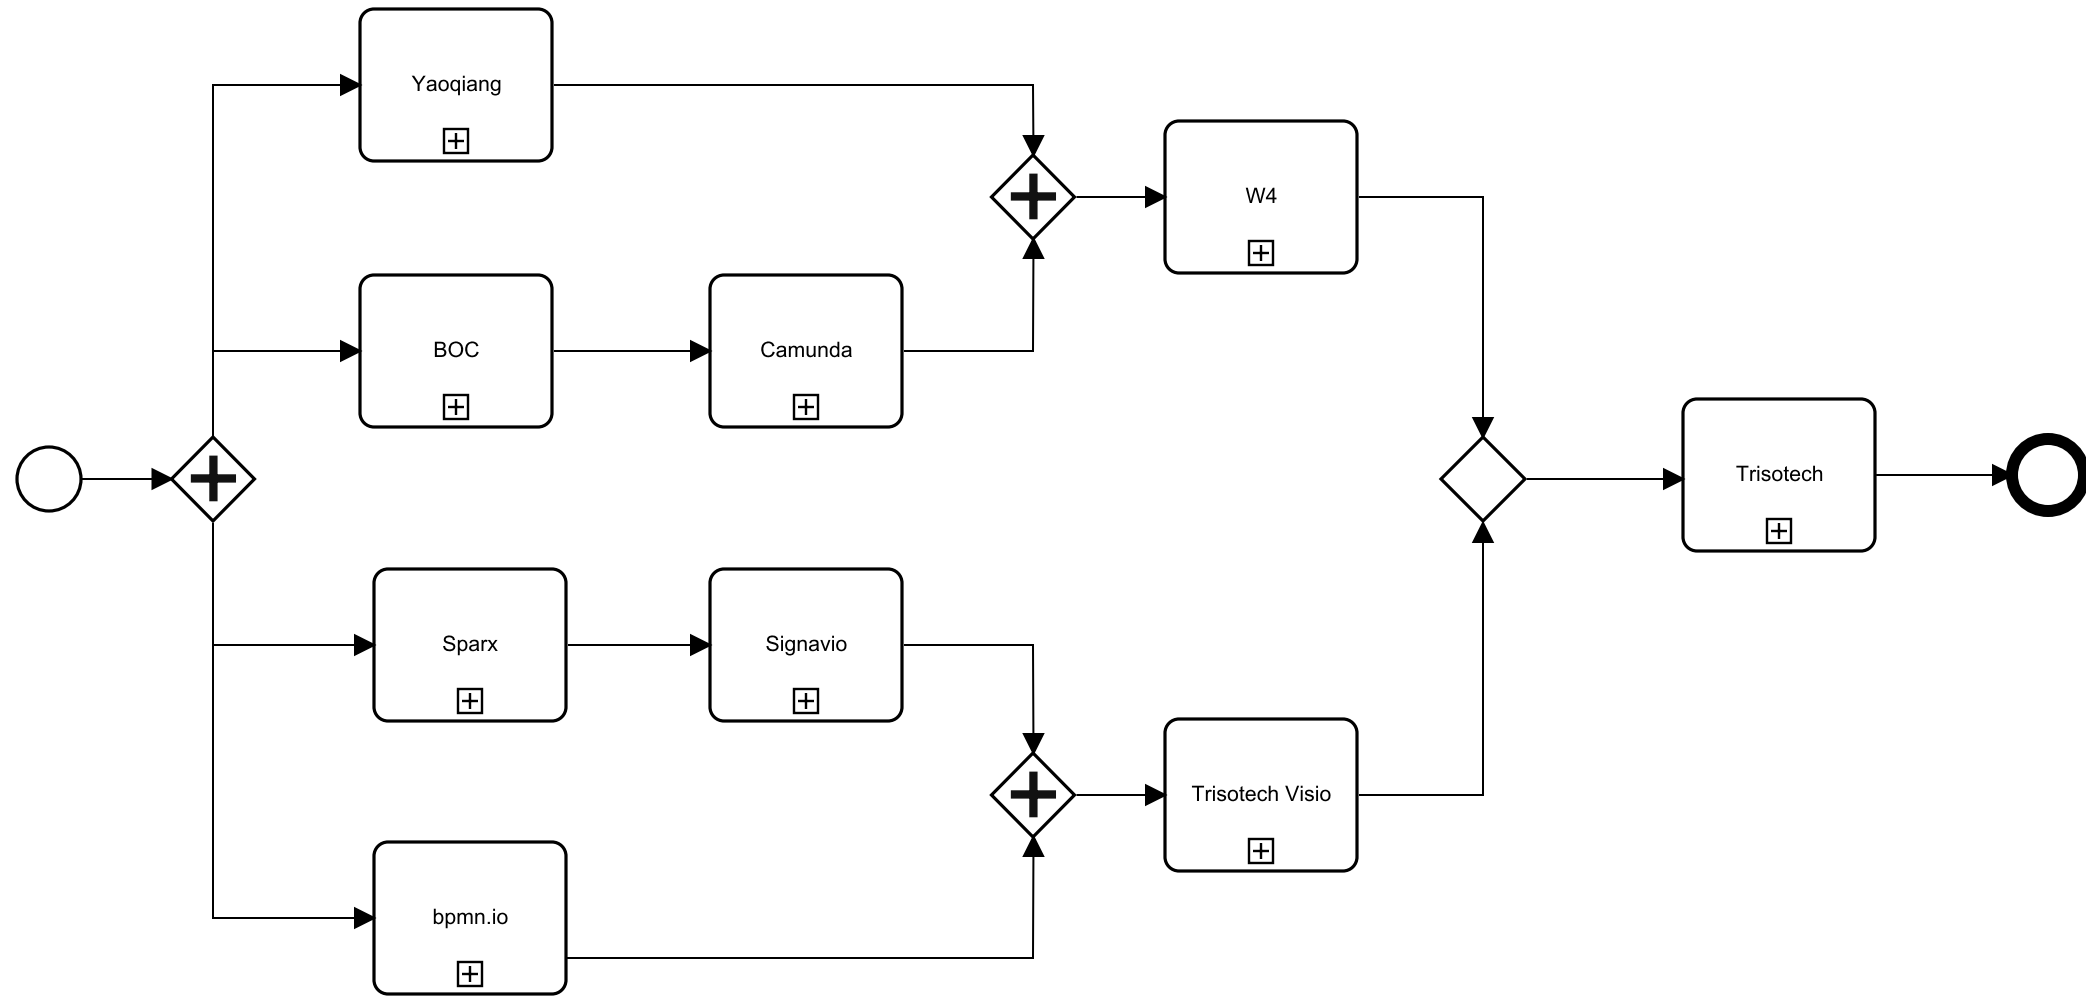 Yaoqiang
W4
BOC
Camunda
Trisotech
Sparx
Signavio
Trisotech Visio
bpmn.io